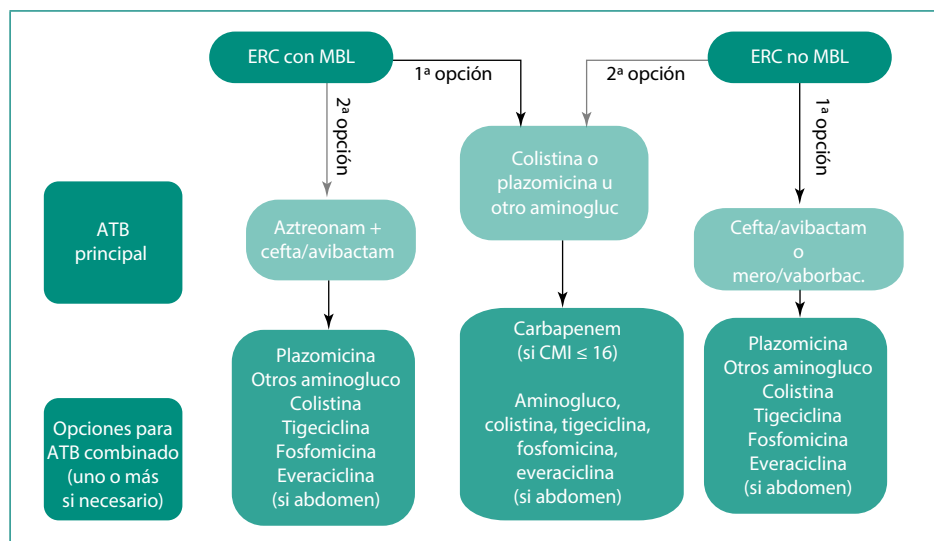 ERC con MBL
ERC no MBL
1ª opción
2ª opción
2ª opción
1ª opción
Colistina o
plazomicina u
otro aminogluc
ATB
principal
Aztreonam +
cefta/avibactam
Cefta/avibactam
o
mero/vaborbac.
Opciones para
ATB combinado
(uno o más
si necesario)
Plazomicina
Otros aminogluco
Colistina
Tigeciclina
Fosfomicina
Everaciclina
(si abdomen)
Carbapenem
(si CMI ≤ 16)
Aminogluco,
colistina, tigeciclina,
fosfomicina,
everaciclina
(si abdomen)
Plazomicina
Otros aminogluco
Colistina
Tigeciclina
Fosfomicina
Everaciclina
(si abdomen)